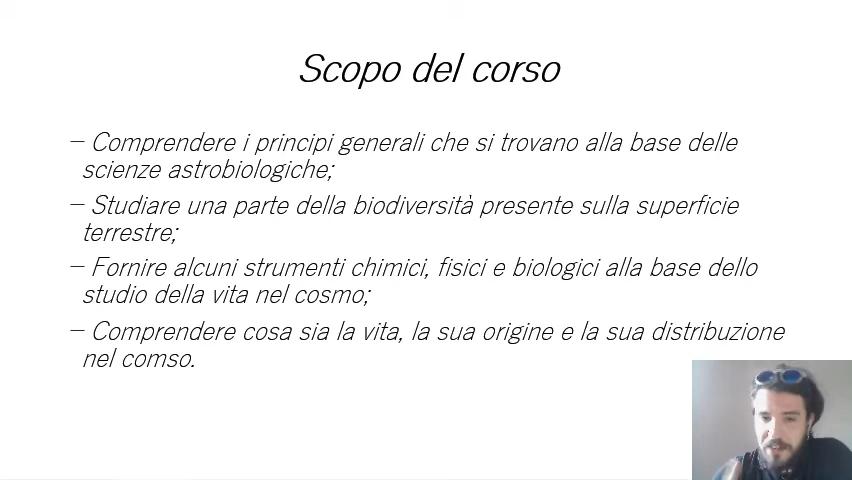 Scopo del corso
– Comprendere i principi generali che si trovano alla base delle
scienze astrobiologiche;
– Studiare una parte della biodiversità presente sulla superficie
terrestre;
– Fornire alcuni strumenti chimici, fisici e biologici alla base dello
studio della vita nel cosmo;
– Comprendere cosa sia la vita, la sua origine e la sua distribuzione
nel comso.